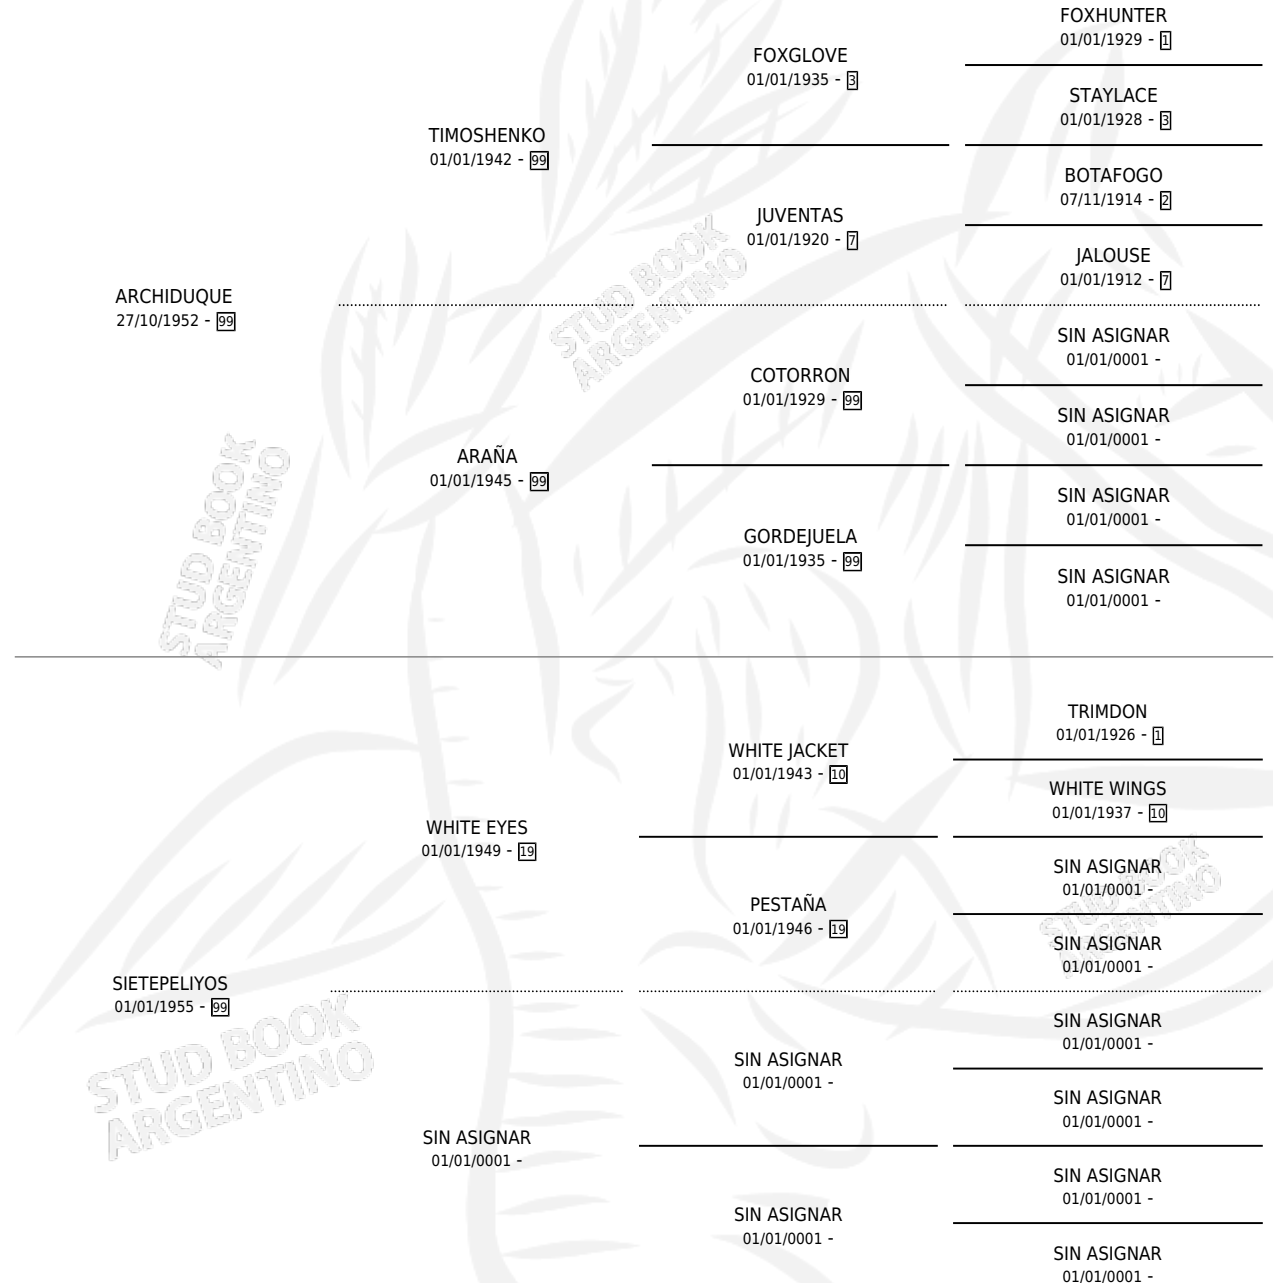 FOXHUNTER
01/01/1929 - 1
FOXGLOVE
01/01/1935 - 3
STAYLACE
01/01/1928 - 3
TIMOSHENKO
01/01/1942 - 99
BOTAFOGO
07/11/1914 - 2
JUVENTAS
01/01/1920 - 7
JALOUSE
01/01/1912 - 7
ARCHIDUQUE
27/10/1952 - 99
STUD BOOK
ARGENTINO
SIN ASIGNAR
01/01/0001 -
COTORRON
01/01/1929 - 99
SIN ASIGNAR
01/01/0001 -
ARAÑA
01/01/1945 - 99
STUD BOOK
ARGENTINO
SIN ASIGNAR
01/01/0001 -
GORDEJUELA
01/01/1935 - 99
SIN ASIGNAR
01/01/0001 -
TRIMDON
01/01/1926 - 1
WHITE JACKET
01/01/1943 - 10
WHITE WINGS
01/01/1937 - 10
WHITE EYES
01/01/1949 - 19
SIN ASIGNAR
01/01/0001 -
STUD BOOK
ARGENTINO
PESTAÑA
01/01/1946 - 19
SIN ASIGNAR
01/01/0001 -
SIETEPELIYOS
01/01/1955 - 99
STUD BOOK
ARGENTINO
SIN ASIGNAR
01/01/0001 -
SIN ASIGNAR
01/01/0001 -
SIN ASIGNAR
01/01/0001 -
SIN ASIGNAR
01/01/0001 -
SIN ASIGNAR
01/01/0001 -
SIN ASIGNAR
01/01/0001 -
SIN ASIGNAR
01/01/0001 -